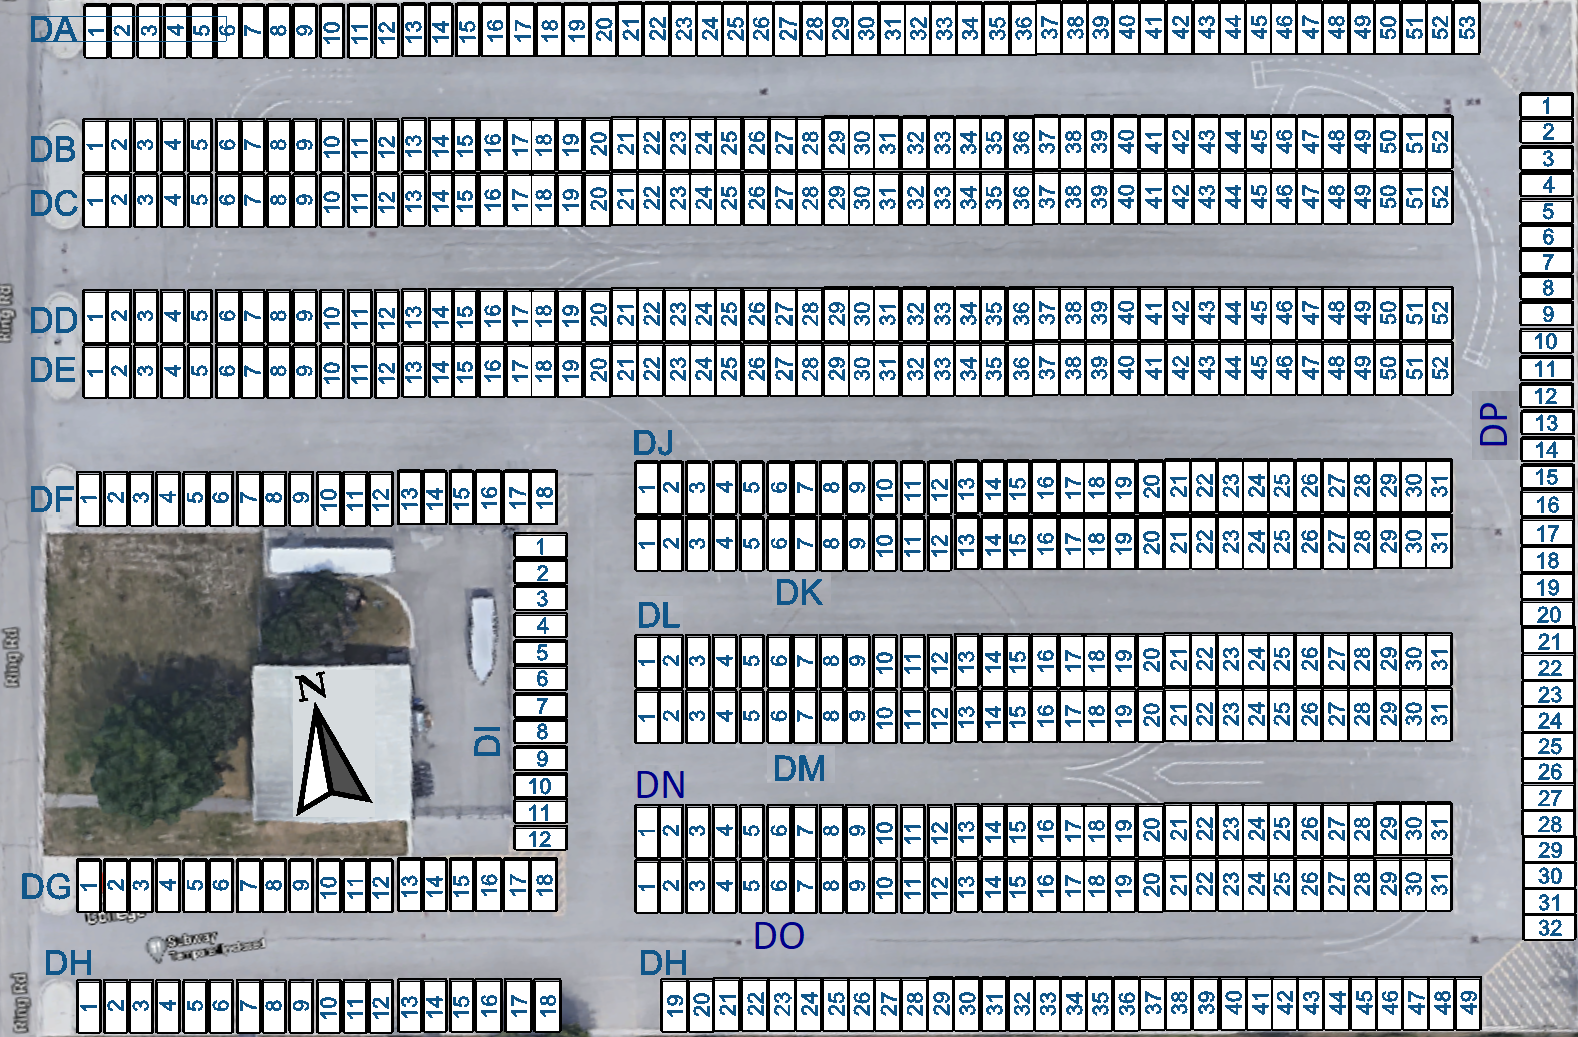 DA 1 2 3 4 5 6 7 8 9 10 11 12 13 14 15 16 17 18 19 20 21 22 23 24 25 26 27 28 29 30 31 32 33 34 35 36 37 38 39 40 41 42 43 44 45 46 47 48 49 50 51 52 53
DB 1 2 3 4 5 6 7 8 9 10 11 12 13 14 15 16 17 18 19 20 21 22 23 24 25 26 27 28 29 30 31 32 33 34 35 36 37 38 39 40 41 42 43 44 45 46 47 48 49 50 51 52
DC 1 2 3 4 5 6 7 8 9 10 11 12 13 14 15 16 17 18 19 20 21 22 23 24 25 26 27 28 29 30 31 32 33 34 35 36 37 38 39 40 41 42 43 44 45 46 47 48 49 50 51 52
Ring Rd
DD 1 2 3 4 5 6 7 8 9 10 11 12 13 14 15 16 17 18 19 20 21 22 23 24 25 26 27 28 29 30 31 32 33 34 35 36 37 38 39 40 41 42 43 44 45 46 47 48 49 50 51 52
DE 1 2 3 4 5 6 7 8 9 10 11 12 13 14 15 16 17 18 19 20 21 22 23 24 25 26 27 28 29 30 31 32 33 34 35 36 37 38 39 40 41 42 43 44 45 46 47 48 49 50 51 52
DF 1 2 3 4 5 6 7 8 9 10 11 12 13 14 15 16 17 18
DJ
1 2 3 4 5 6 7 8 9 10 11 12 13 14 15 16 17 18 19 20 21 22 23 24 25 26 27 28 29 30 31
1 2 3 4 5 6 7 8 9 10 11 12 13 14 15 16 17 18 19 20 21 22 23 24 25 26 27 28 29 30 31
DK
DL
1 2 3 4 5 6 7 8 9 10 11 12 13 14 15 16 17 18 19 20 21 22 23 24 25 26 27 28 29 30 31
1 2 3 4 5 6 7 8 9 10 11 12 13 14 15 16 17 18 19 20 21 22 23 24 25 26 27 28 29 30 31
DM
DN
1 2 3 4 5 6 7 8 9 10 11 12 13 14 15 16 17 18 19 20 21 22 23 24 25 26 27 28 29 30 31
1 2 3 4 5 6 7 8 9 10 11 12 13 14 15 16 17 18 19 20 21 22 23 24 25 26 27 28 29 30 31
DO
Ring Rd
N
DI
1
2
3
4
5
6
7
8
9
10
11
12
DG 1 2 3 4 5 6 7 8 9 10 11 12 13 14 15 16 17 18
College
Subway
Ring Rd
DH
1 2 3 4 5 6 7 8 9 10 11 12 13 14 15 16 17 18
DH
19 20 21 22 23 24 25 26 27 28 29 30 31 32 33 34 35 36 37 38 39 40 41 42 43 44 45 46 47 48 49
DP
1
2
3
4
5
6
7
8
9
10
11
12
13
14
15
16
17
18
19
20
21
22
23
24
25
26
27
28
29
30
31
32